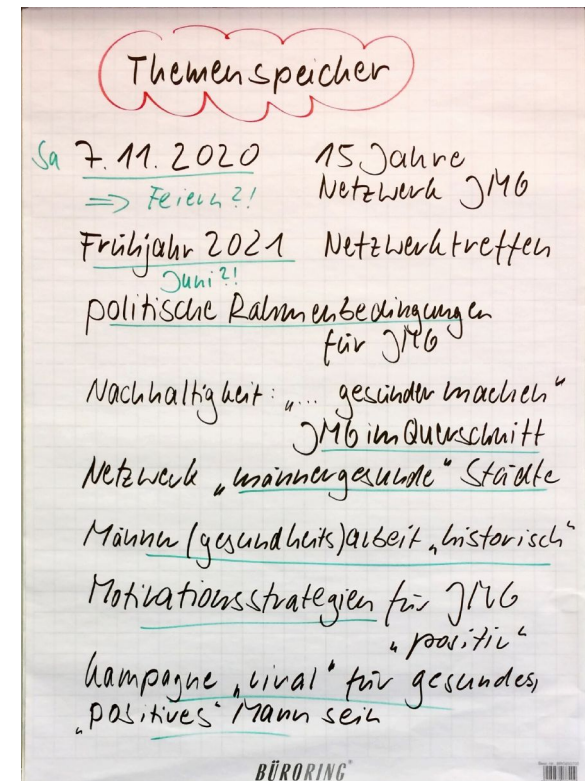 Themenspeicher
Sa 7.11.2020 15 Jahre
=> Feiern?! Netzwerk JMG
Frühjahr 2021 Netzwerktreffen
Juni?!
politische Rahmenbedingungen
für JMG
Nachhaltigkeit: „... gesünder machen“
JMG im Querschnitt
Netzwerk „männergesunde“ Städte
Männer(gesundheits)arbeit „historisch“
Motivationsstrategien für JMG
„positiv“
Kampagne „viral“ für gesundes,
„positives“ Mann sein
BÜRORING